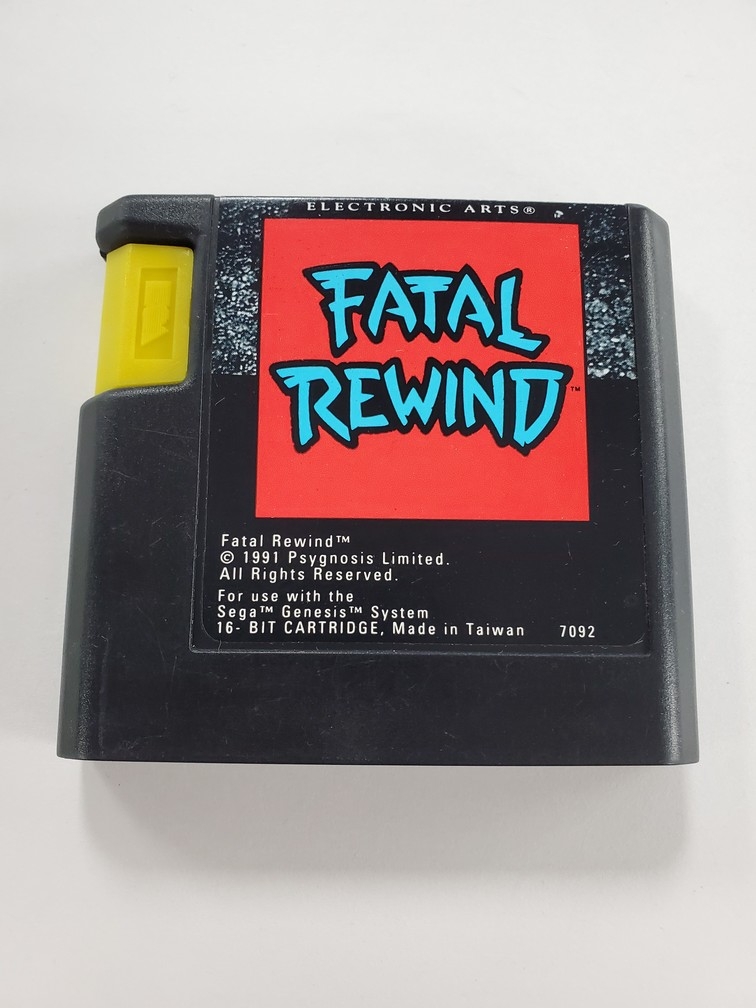 ELECTRONIC ARTS®
FATAL
REWIND™
Fatal Rewind™
© 1991 Psygnosis Limited.
All Rights Reserved.
For use with the
Sega™ Genesis™ System
16- BIT CARTRIDGE, Made in Taiwan 7092